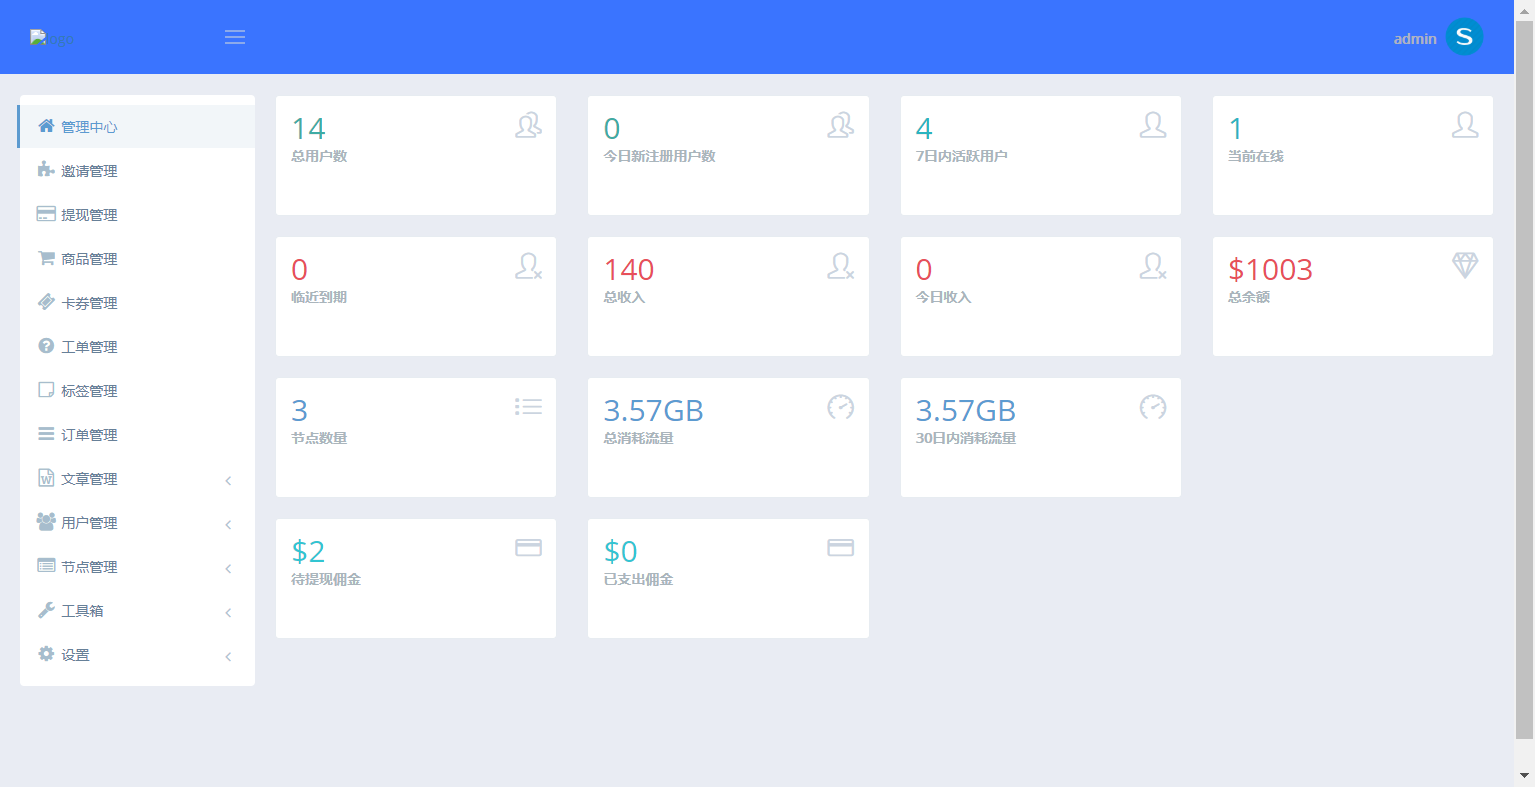 logo
admin
S
管理中心
邀请管理
提现管理
商品管理
卡券管理
工单管理
标签管理
订单管理
文章管理
用户管理
节点管理
工具箱
设置
14
总用户数
0
今日新注册用户数
4
7日内活跃用户
1
当前在线
0
临近到期
140
总收入
0
今日收入
$1003
总余额
3
节点数量
3.57GB
总消耗流量
3.57GB
30日内消耗流量
$2
待提现佣金
$0
已支出佣金